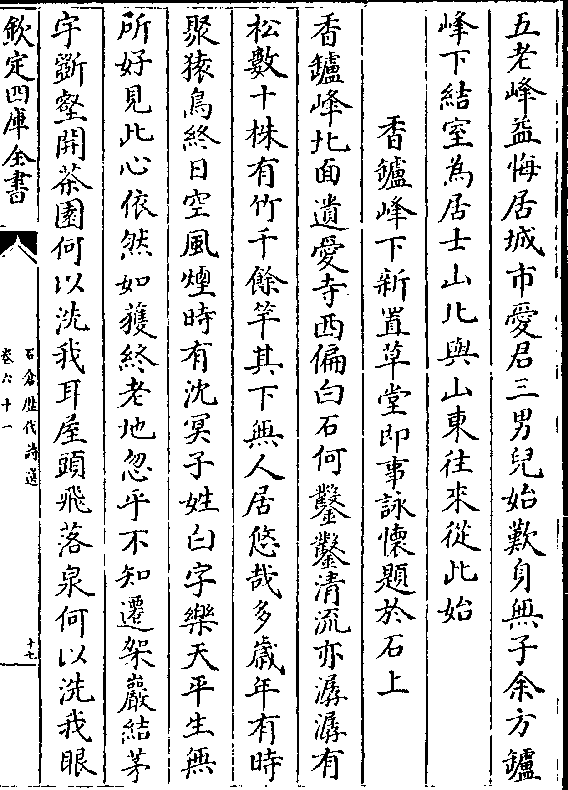 五老峰益悔居城市愛君三男兒始歎身無子余方鑪
峰下結室為居士山北與山東往來從此始
香鑪峰下新置草堂即事詠懷題於石上
香鑪峰北面遺愛寺西偏白石何鑿鑿清流亦潺潺有
松數十株有竹千餘竿其下無人居悠哉多歲年有時
聚猿鳥終日空風煙時有沈冥子姓白字樂天平生無
所好見此心依然如獲終老地忽乎不知還架巖結茅
宇斲壑開茶園何以洗我耳屋頭飛落泉何以洗我眼
欽定四庫全書
石倉歷代詩選
卷六十一
十七